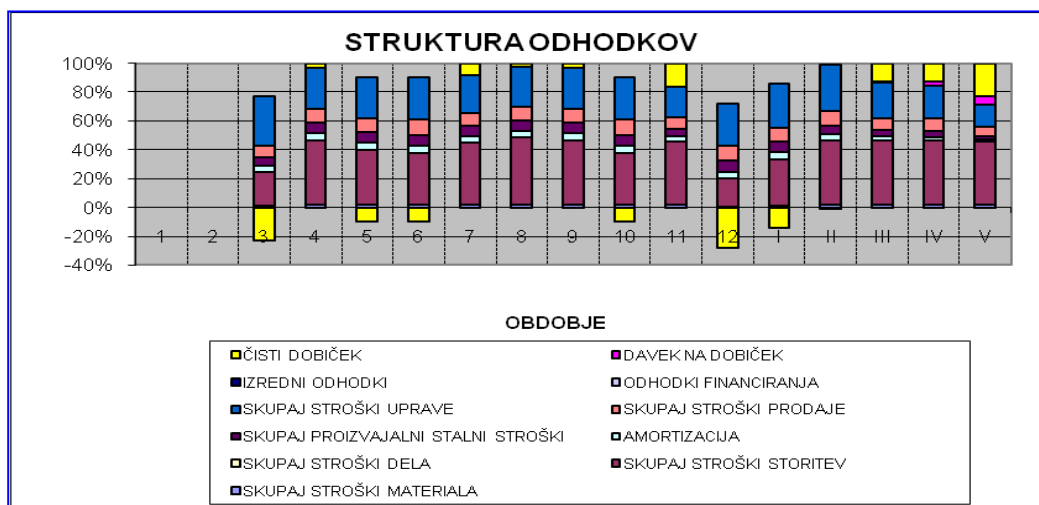 STRUKTURA ODHODKOV
100%
80%
60%
40%
20%
0%
-20%
-40%
1 2 3 4 5 6 7 8 9 10 11 12 I II III IV V
OBDOBJE
ČISTI DOBIČEK DAVEK NA DOBIČEK
IZREDNI ODHODKI ODHODKI FINANCIRANJA
SKUPAJ STROŠKI UPRAVE SKUPAJ STROŠKI PRODAJE
SKUPAJ PROIZVAJALNI STALNI STROŠKI AMORTIZACIJA
SKUPAJ STROŠKI DELA SKUPAJ STROŠKI STORITEV
SKUPAJ STROŠKI MATERIALA